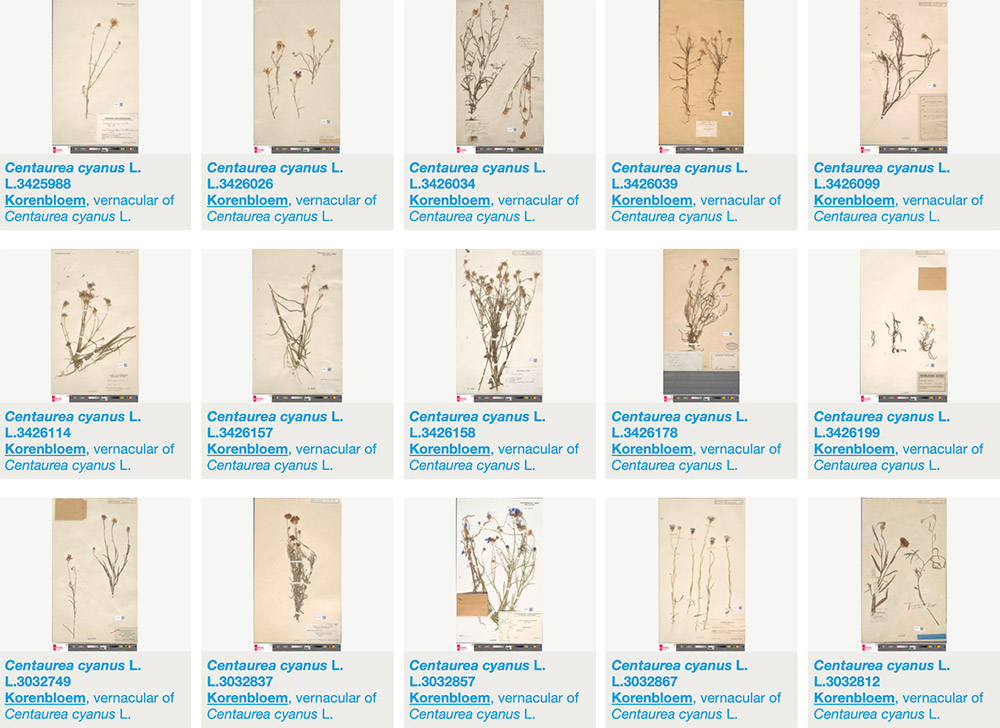 Centaurea cyanus L.
L.3425988
Korenbloem, vernacular of
Centaurea cyanus L.
Centaurea cyanus L.
L.3426026
Korenbloem, vernacular of
Centaurea cyanus L.
Centaurea cyanus L.
L.3426034
Korenbloem, vernacular of
Centaurea cyanus L.
Centaurea cyanus L.
L.3426039
Korenbloem, vernacular of
Centaurea cyanus L.
Centaurea cyanus L.
L.3426099
Korenbloem, vernacular of
Centaurea cyanus L.
Centaurea cyanus L.
L.3426114
Korenbloem, vernacular of
Centaurea cyanus L.
Centaurea cyanus L.
L.3426157
Korenbloem, vernacular of
Centaurea cyanus L.
Centaurea cyanus L.
L.3426158
Korenbloem, vernacular of
Centaurea cyanus L.
Centaurea cyanus L.
L.3426178
Korenbloem, vernacular of
Centaurea cyanus L.
Centaurea cyanus L.
L.3426199
Korenbloem, vernacular of
Centaurea cyanus L.
Centaurea cyanus L.
L.3032749
Korenbloem, vernacular of
Centaurea cyanus L.
Centaurea cyanus L.
L.3032837
Korenbloem, vernacular of
Centaurea cyanus L.
Centaurea cyanus L.
L.3032857
Korenbloem, vernacular of
Centaurea cyanus L.
Centaurea cyanus L.
L.3032867
Korenbloem, vernacular of
Centaurea cyanus L.
Centaurea cyanus L.
L.3032812
Korenbloem, vernacular of
Centaurea cyanus L.